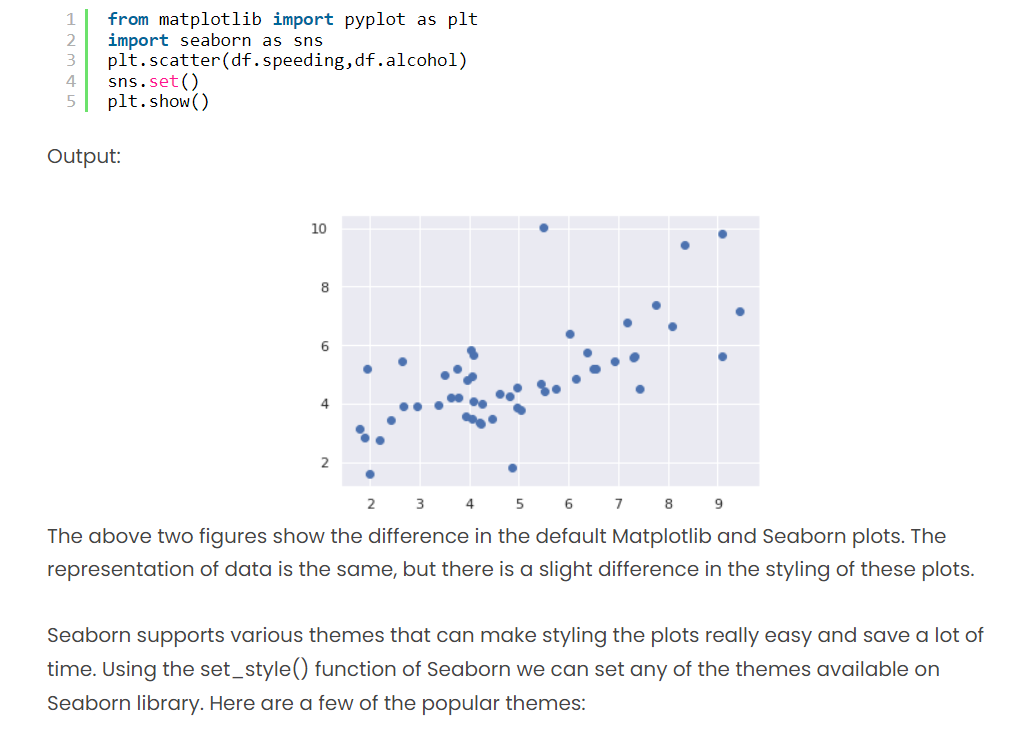 1 from matplotlib import pyplot as plt
2 import seaborn as sns
3 plt.scatter(df.speeding,df.alcohol)
4 sns.set()
5 plt.show()
Output:
10
8
6
4
2
2 3 4 5 6 7 8 9
The above two figures show the difference in the default Matplotlib and Seaborn plots. The
representation of data is the same, but there is a slight difference in the styling of these plots.
Seaborn supports various themes that can make styling the plots really easy and save a lot of
time. Using the set_style() function of Seaborn we can set any of the themes available on
Seaborn library. Here are a few of the popular themes: